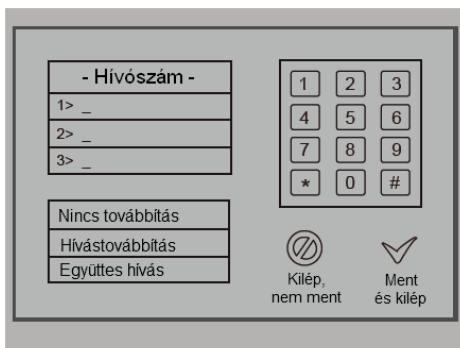 - Hívószám -
1> _
2> _
3> _
Nincs továbbítás
Hívástovábbítás
Együttes hívás
1 2 3
4 5 6
7 8 9
* 0 #
Kilép,
nem ment
Ment
és kilép